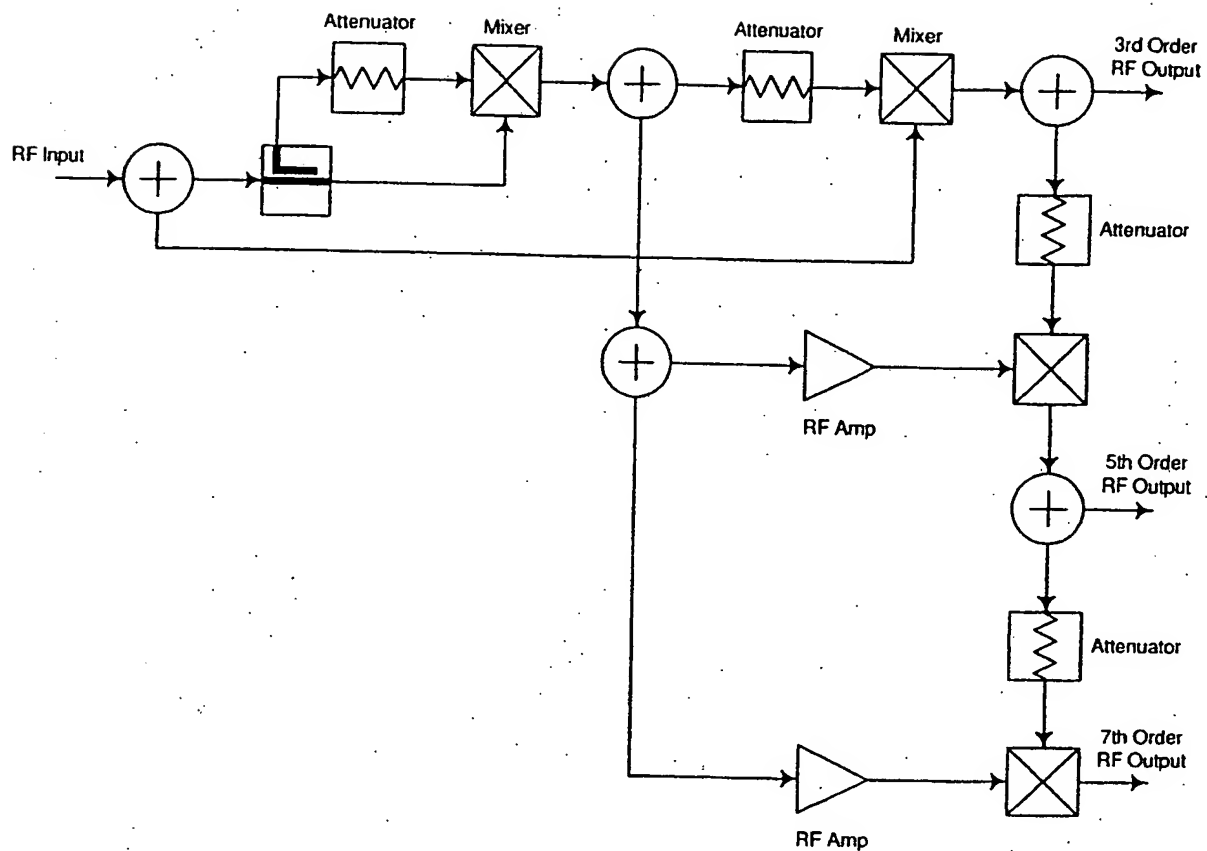 Attenuator
Mixer
Attenuator
Mixer
3rd Order
RF Output
RF Input
Attenuator
RF Amp
5th Order
RF Output
Attenuator
7th Order
RF Output
RF Amp